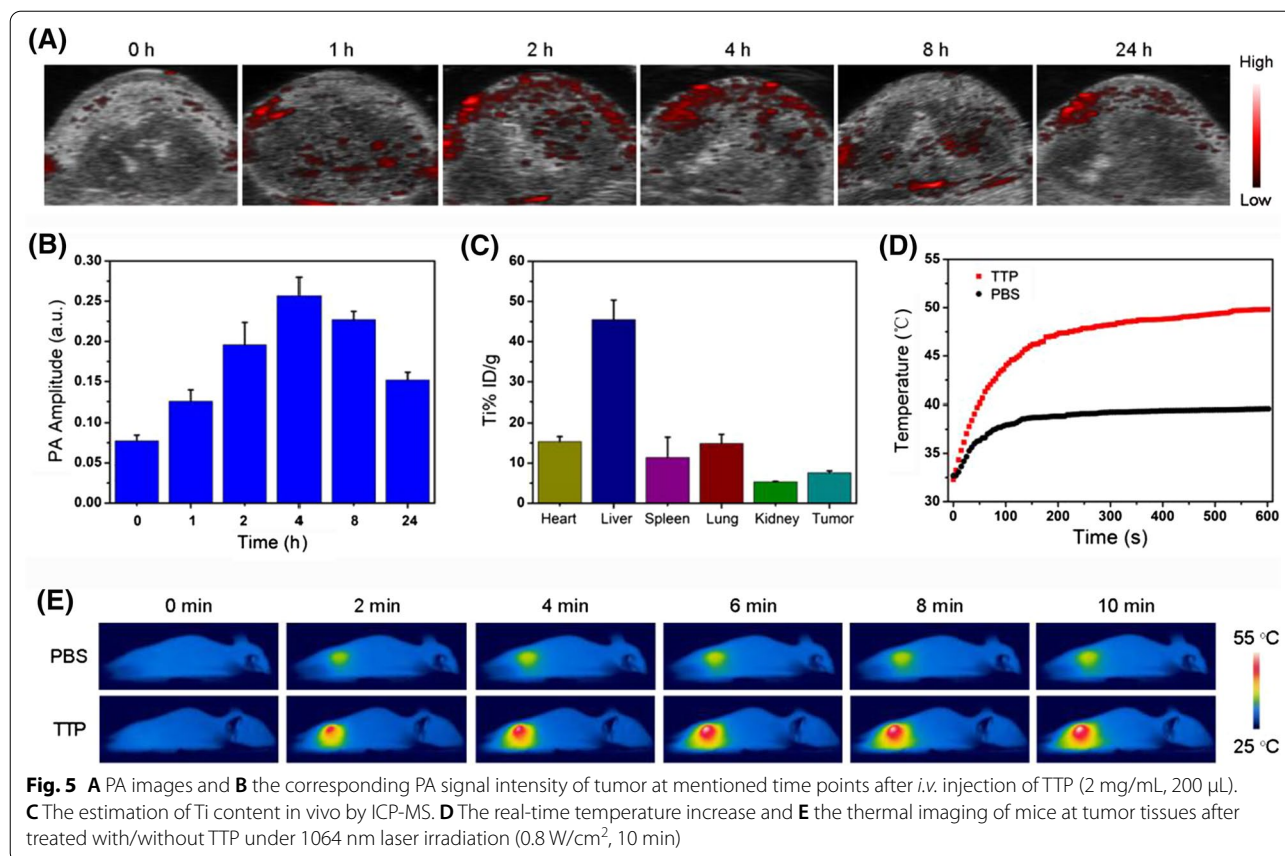 (A)
0 h 1 h 2 h 4 h 8 h 24 h
High
Low
(B)
PA Amplitude (a.u.)
0.30
0.25
0.20
0.15
0.10
0.05
0.00
0 1 2 4 8 24
Time (h)
(C)
Ti% ID/g
60
50
40
30
20
10
0
Heart Liver Spleen Lung Kidney Tumor
(D)
Temperature (℃)
55
50
45
40
35
30
TTP
PBS
0 100 200 300 400 500 600
Time (s)
(E)
0 min 2 min 4 min 6 min 8 min 10 min
PBS
TTP
55 °C
25 °C
Fig. 5 A PA images and B the corresponding PA signal intensity of tumor at mentioned time points after i.v. injection of TTP (2 mg/mL, 200 μL).
C The estimation of Ti content in vivo by ICP-MS. D The real-time temperature increase and E the thermal imaging of mice at tumor tissues after
treated with/without TTP under 1064 nm laser irradiation (0.8 W/cm², 10 min)